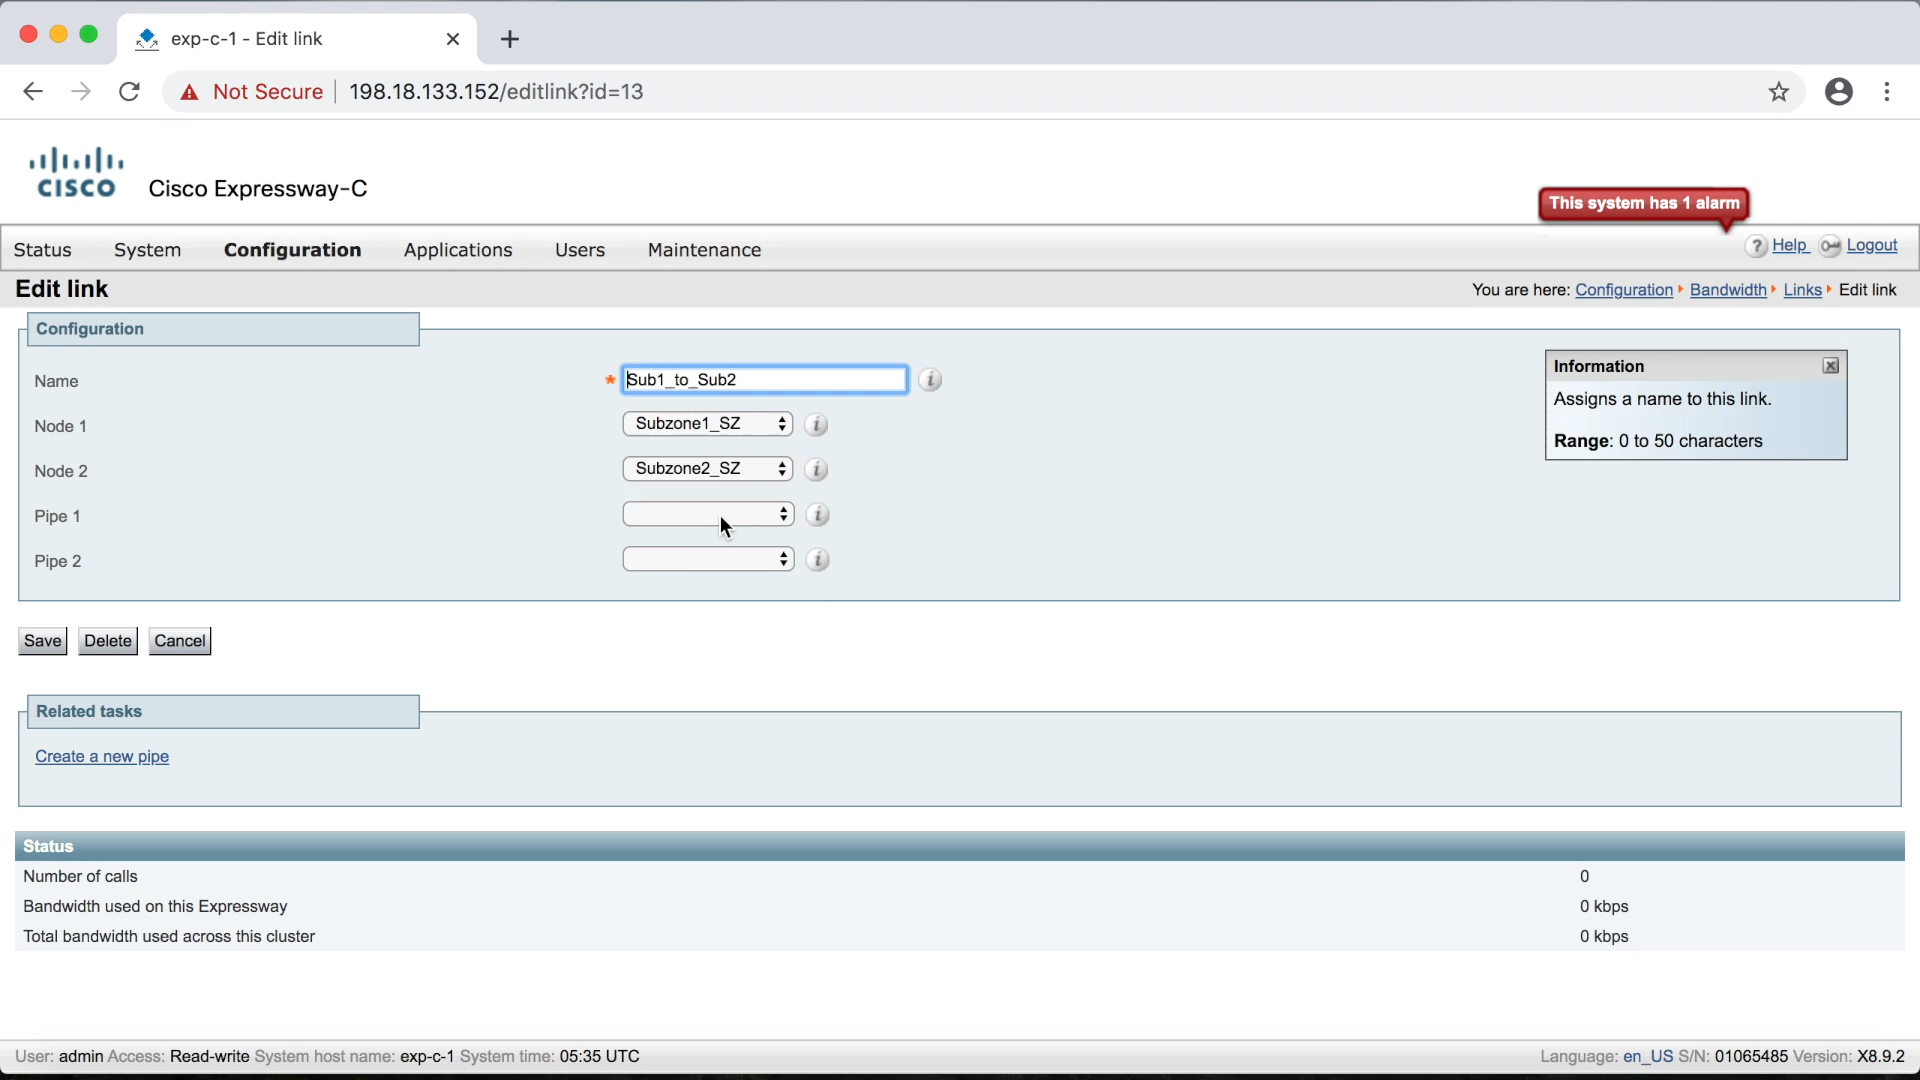 exp-c-1 - Edit link
Not Secure 198.18.133.152/editlink?id=13
CISCO Cisco Expressway-C
This system has 1 alarm
Status System Configuration Applications Users Maintenance ? Help Logout
Edit link You are here: Configuration Bandwidth Links Edit link
Configuration
Information
Assigns a name to this link.
Range: 0 to 50 characters
Name * Sub1_to_Sub2 i
Node 1 Subzone1_SZ i
Node 2 Subzone2_SZ i
Pipe 1 i
Pipe 2 i
Save Delete Cancel
Related tasks
Create a new pipe
Status
Number of calls 0
Bandwidth used on this Expressway 0 kbps
Total bandwidth used across this cluster 0 kbps
User: admin Access: Read-write System host name: exp-c-1 System time: 05:35 UTC Language: en_US S/N: 01065485 Version: X8.9.2